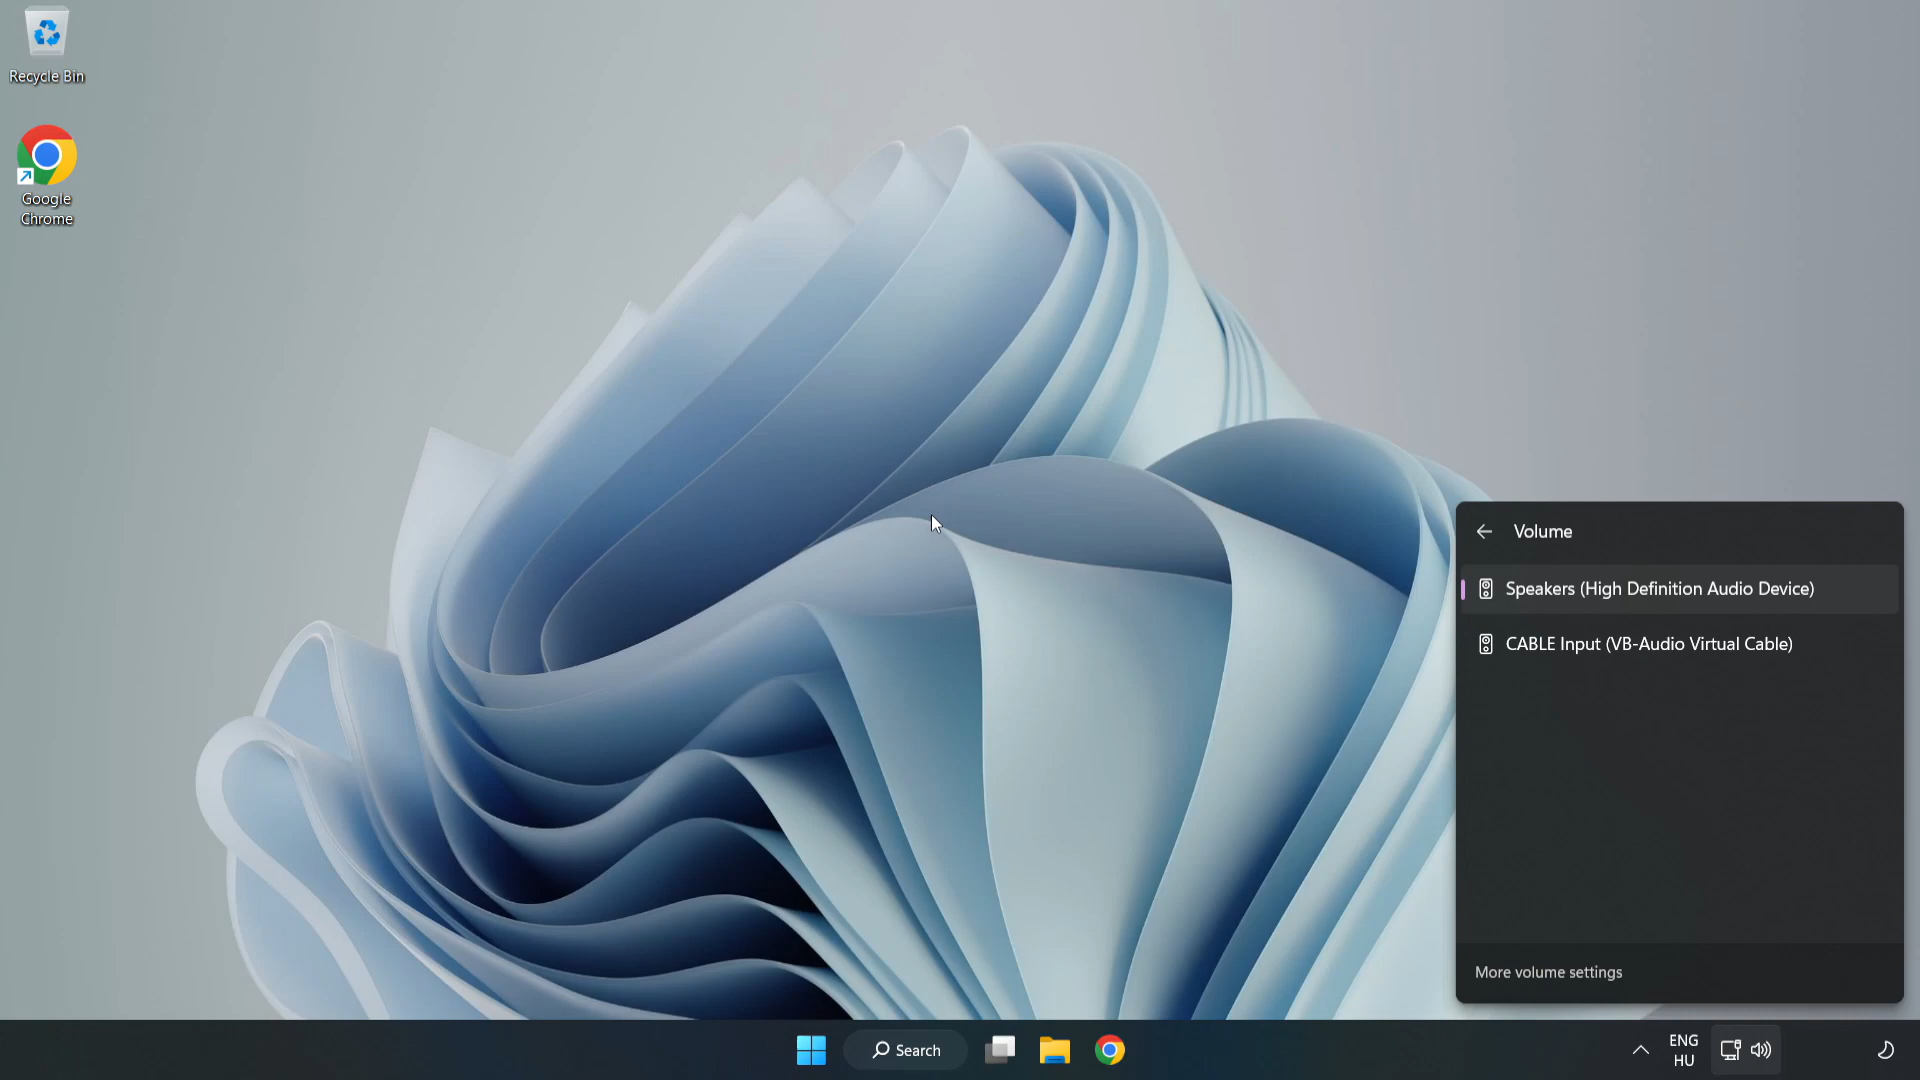 Recycle Bin
Google
Chrome
Volume
Speakers (High Definition Audio Device)
CABLE Input (VB-Audio Virtual Cable)
More volume settings
Search
ENG
HU